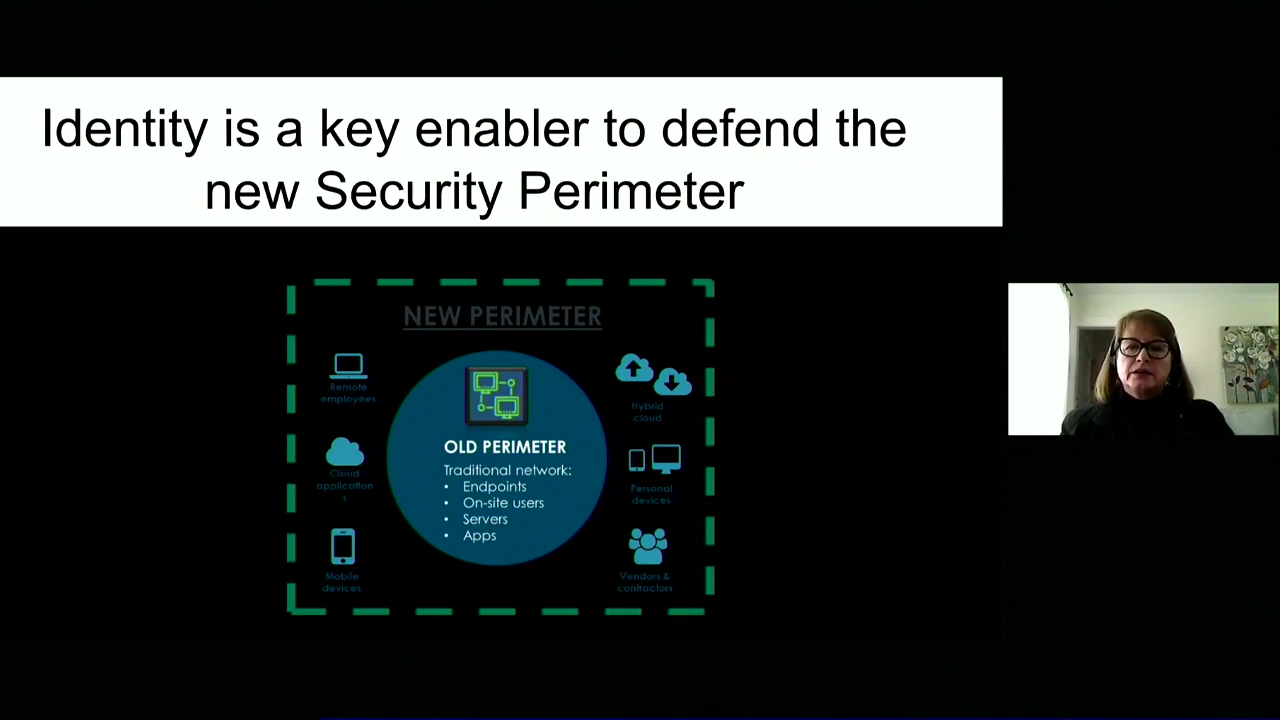 Identity is a key enabler to defend the
new Security Perimeter
NEW PERIMETER
Remote
employees
Cloud
application
s
Mobile
devices
OLD PERIMETER
Traditional network:
• Endpoints
• On-site users
• Servers
• Apps
Hybrid
cloud
Personal
devices
Vendors &
contractors